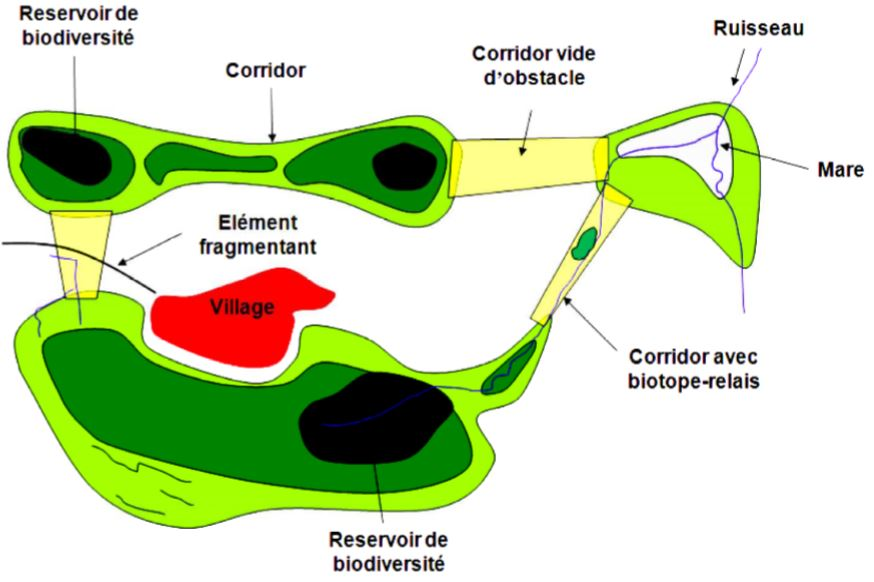 Reservoir de
biodiversité
Corridor
Corridor vide
d'obstacle
Ruisseau
Mare
Elément
fragmentant
Village
Corridor avec
biotope-relais
Reservoir de
biodiversité